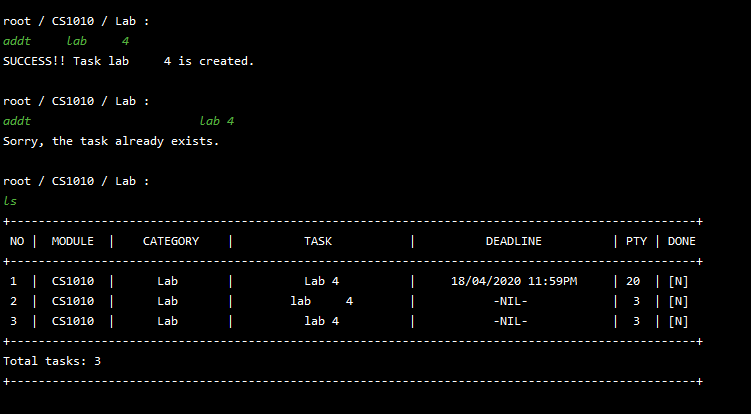 root / CS1010 / Lab :
addt     lab     4
SUCCESS!! Task lab     4 is created.
root / CS1010 / Lab :
addt                        lab 4
Sorry, the task already exists.
root / CS1010 / Lab :
ls
+--------------------------------------------------------------------------------------------------+
NO |  MODULE  |    CATEGORY    |          TASK           |          DEADLINE          | PTY | DONE
+--------------------------------------------------------------------------------------------------+
1  |  CS1010  |      Lab       |          Lab 4          |     18/04/2020 11:59PM     | 20  | [N]
2  |  CS1010  |      Lab       |        lab     4        |           -NIL-            |  3  | [N]
3  |  CS1010  |      Lab       |          lab 4          |           -NIL-            |  3  | [N]
+--------------------------------------------------------------------------------------------------+
Total tasks: 3
+--------------------------------------------------------------------------------------------------+